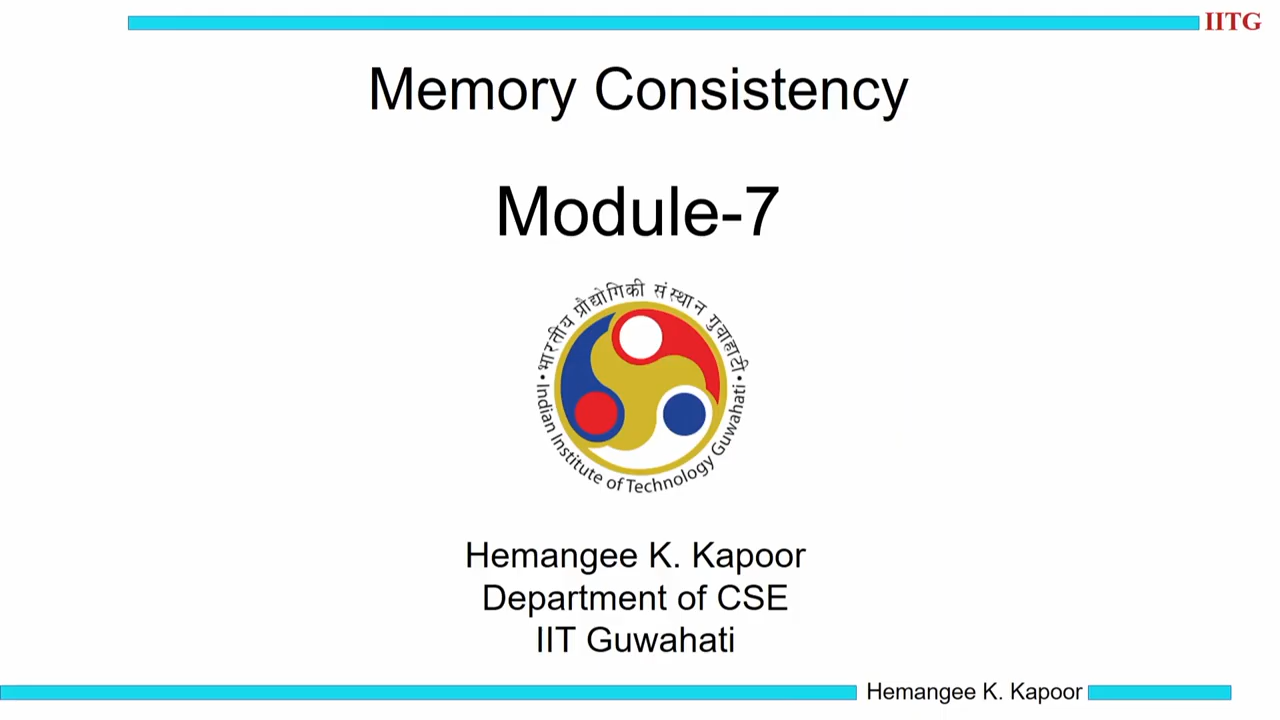 IITG
Memory Consistency
Module-7
भारतीय प्रौद्योगिकी संस्थान गुवाहाटी
Indian Institute of Technology Guwahati
Hemangee K. Kapoor
Department of CSE
IIT Guwahati
Hemangee K. Kapoor